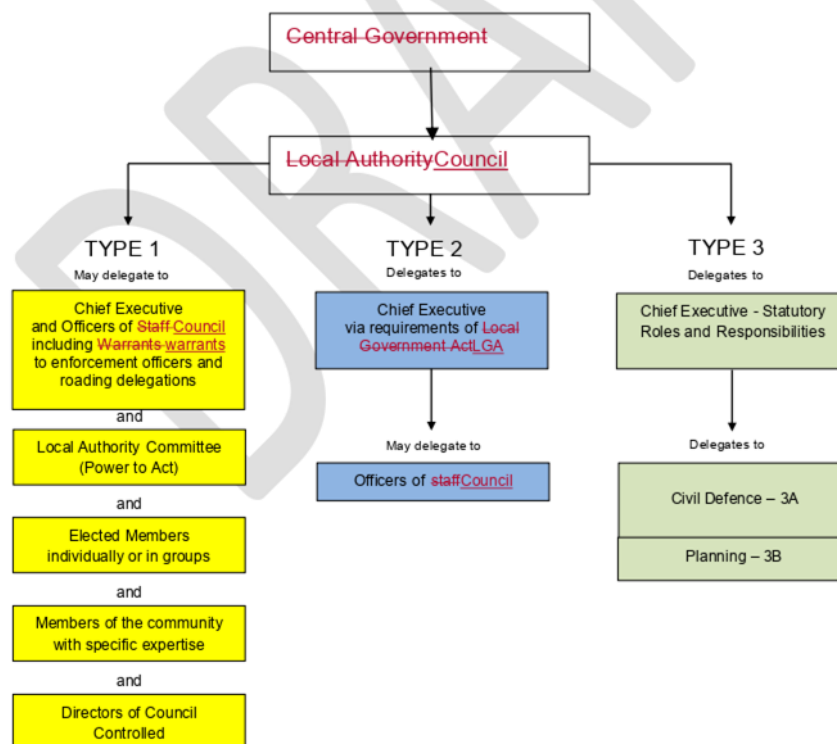 DRA
Central Government
Local AuthorityCouncil
TYPE 1
May delegate to
Chief Executive
and Officers of Staff Council
including Warrants warrants
to enforcement officers and
roading delegations
and
Local Authority Committee
(Power to Act)
and
Elected Members
individually or in groups
and
Members of the community
with specific expertise
and
Directors of Council
Controlled
TYPE 2
Delegates to
Chief Executive
via requirements of Local
Government ActLGA
May delegate to
Officers of staffCouncil
TYPE 3
Delegates to
Chief Executive - Statutory
Roles and Responsibilities
Delegates to
Civil Defence – 3A
Planning – 3B